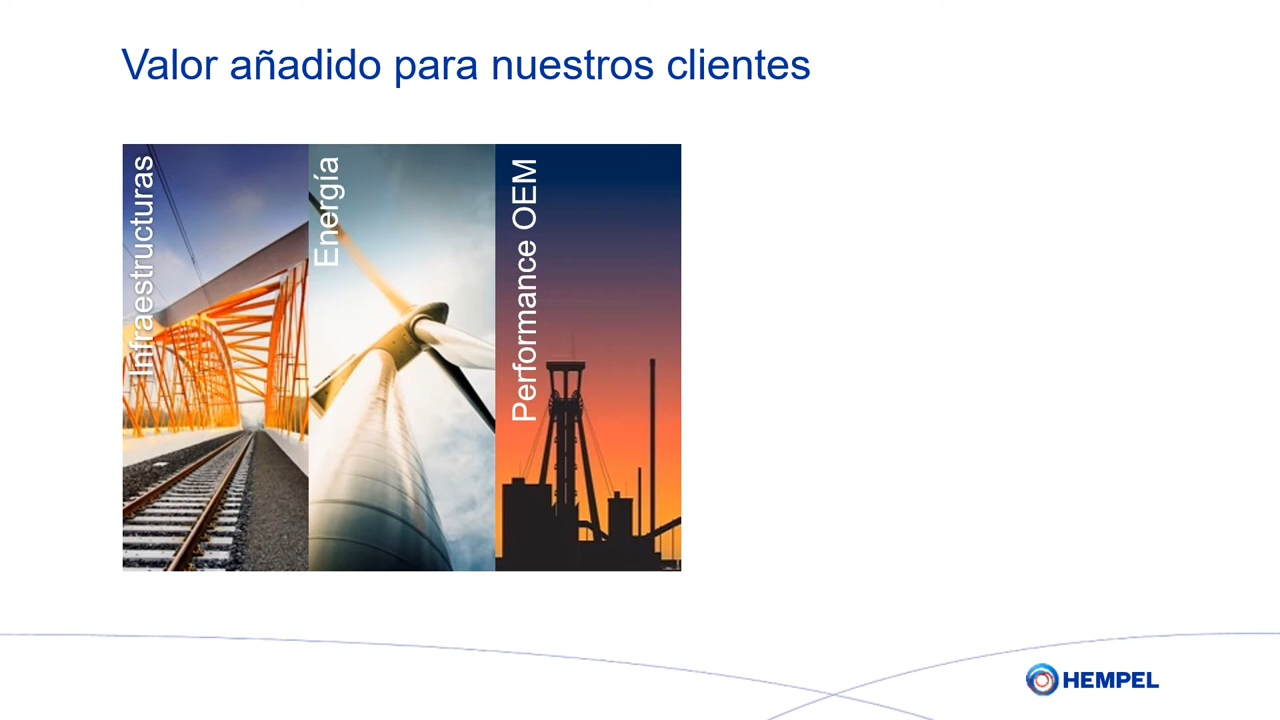 Valor añadido para nuestros clientes
Infraestructuras
Energía
Performance OEM
HEMPEL